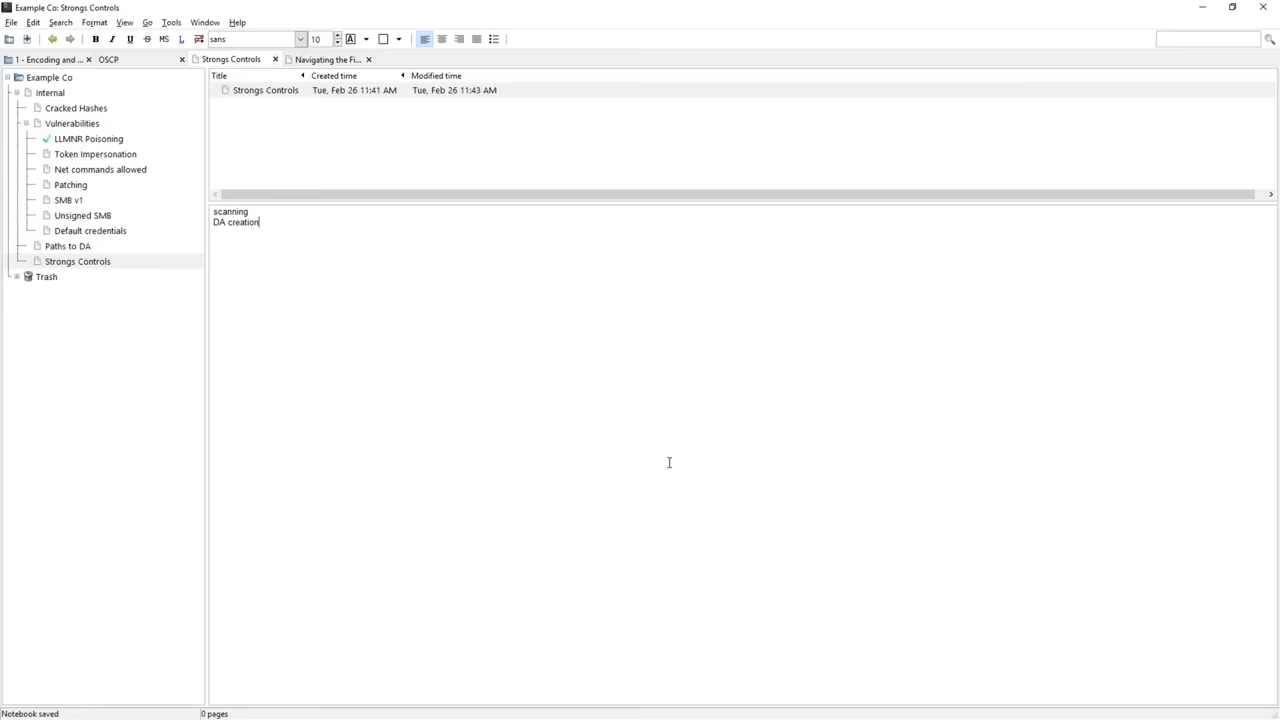 Example Co: Strongs Controls
File Edit Search Format View Go Tools Window Help
B I U S MS L sans 10 A
1 - Encoding and ... OSCP Strongs Controls Navigating the Fi...
Example Co
Internal
Cracked Hashes
Vulnerabilities
LLMNR Poisoning
Token Impersonation
Net commands allowed
Patching
SMB v1
Unsigned SMB
Default credentials
Paths to DA
Strongs Controls
Trash
Title Created time Modified time
Strongs Controls Tue, Feb 26 11:41 AM Tue, Feb 26 11:43 AM
scanning
DA creation
Notebook saved 0 pages